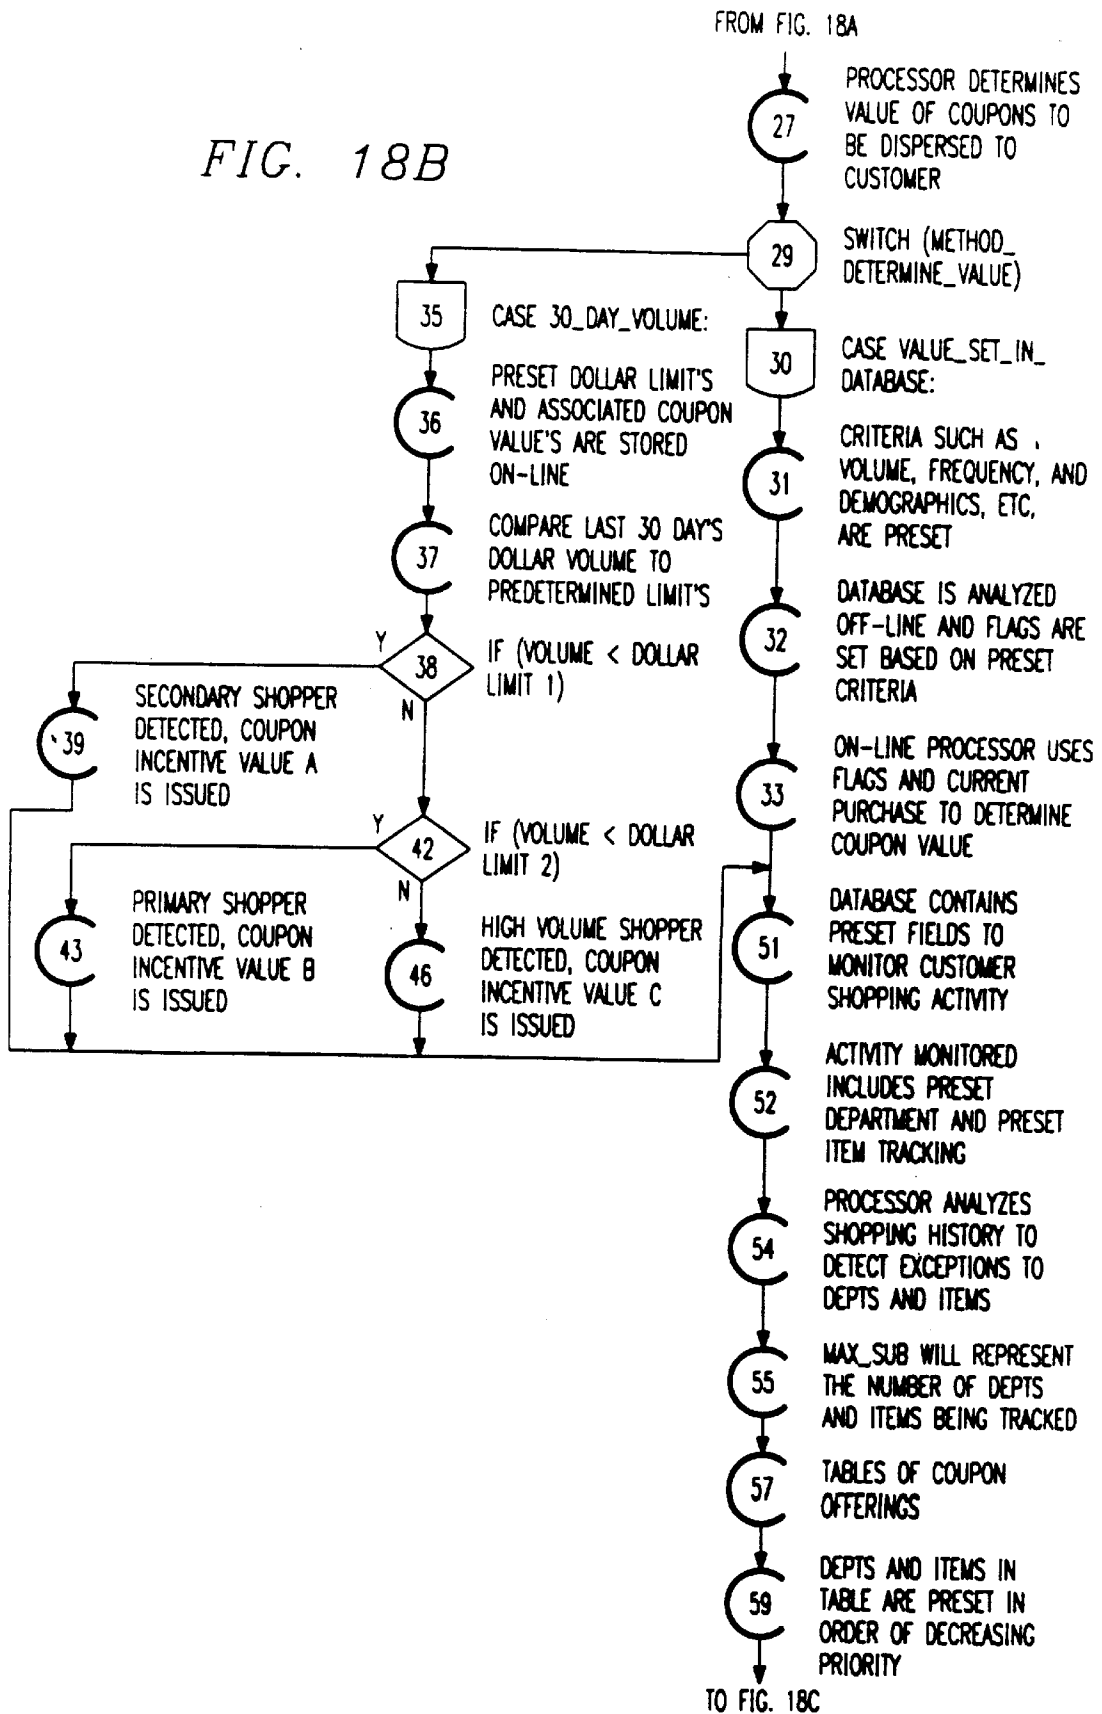 FROM FIG. 18A
FIG. 18B
27
PROCESSOR DETERMINES
VALUE OF COUPONS TO
BE DISPERSED TO
CUSTOMER
29
SWITCH (METHOD_
DETERMINE_VALUE)
35
CASE 30_DAY_VOLUME:
36
PRESET DOLLAR LIMIT'S
AND ASSOCIATED COUPON
VALUE'S ARE STORED
ON-LINE
37
COMPARE LAST 30 DAY'S
DOLLAR VOLUME TO
PREDETERMINED LIMIT'S
Y
38
N
IF (VOLUME < DOLLAR
LIMIT 1)
39
SECONDARY SHOPPER
DETECTED, COUPON
INCENTIVE VALUE A
IS ISSUED
Y
42
N
IF (VOLUME < DOLLAR
LIMIT 2)
43
PRIMARY SHOPPER
DETECTED, COUPON
INCENTIVE VALUE B
IS ISSUED
46
HIGH VOLUME SHOPPER
DETECTED, COUPON
INCENTIVE VALUE C
IS ISSUED
30
CASE VALUE_SET_IN_
DATABASE:
31
CRITERIA SUCH AS
VOLUME, FREQUENCY, AND
DEMOGRAPHICS, ETC,
ARE PRESET
32
DATABASE IS ANALYZED
OFF-LINE AND FLAGS ARE
SET BASED ON PRESET
CRITERIA
33
ON-LINE PROCESSOR USES
FLAGS AND CURRENT
PURCHASE TO DETERMINE
COUPON VALUE
51
DATABASE CONTAINS
PRESET FIELDS TO
MONITOR CUSTOMER
SHOPPING ACTIVITY
52
ACTIVITY MONITORED
INCLUDES PRESET
DEPARTMENT AND PRESET
ITEM TRACKING
54
PROCESSOR ANALYZES
SHOPPING HISTORY TO
DETECT EXCEPTIONS TO
DEPTS AND ITEMS
55
MAX_SUB WILL REPRESENT
THE NUMBER OF DEPTS
AND ITEMS BEING TRACKED
57
TABLES OF COUPON
OFFERINGS
59
DEPTS AND ITEMS IN
TABLE ARE PRESET IN
ORDER OF DECREASING
PRIORITY
TO FIG. 18C